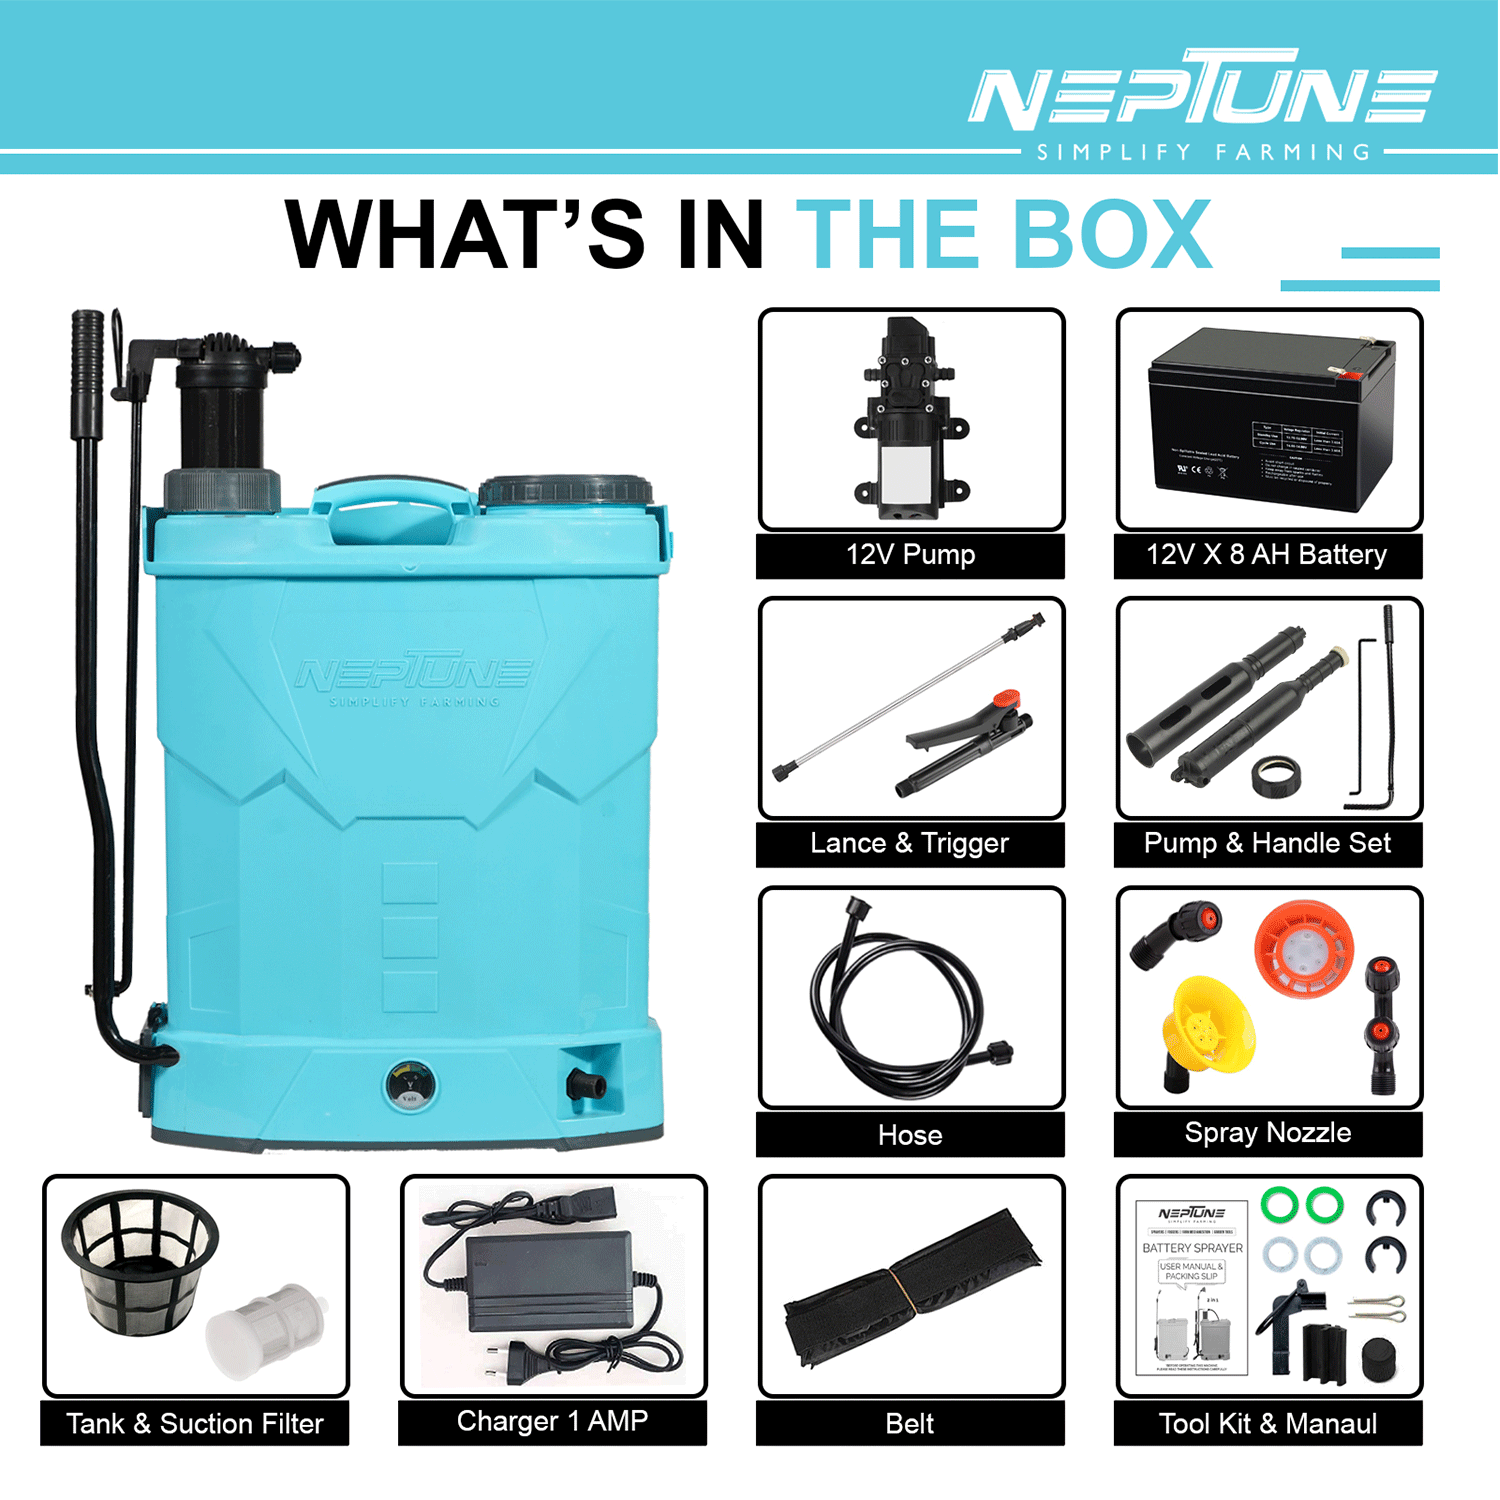 NEPTUNE
SIMPLIFY FARMING
WHAT'S IN THE BOX
NEPTUNE
SIMPLIFY FARMING
V
Volt
12V Pump
12V X 8 AH Battery
Lance & Trigger
Pump & Handle Set
Hose
Spray Nozzle
Tank & Suction Filter
Charger 1 AMP
Belt
NEPTUNE
SIMPLIFY FARMING
BATTERY SPRAYER
USER MANUAL &
PACKING SLIP
Tool Kit & Manaul